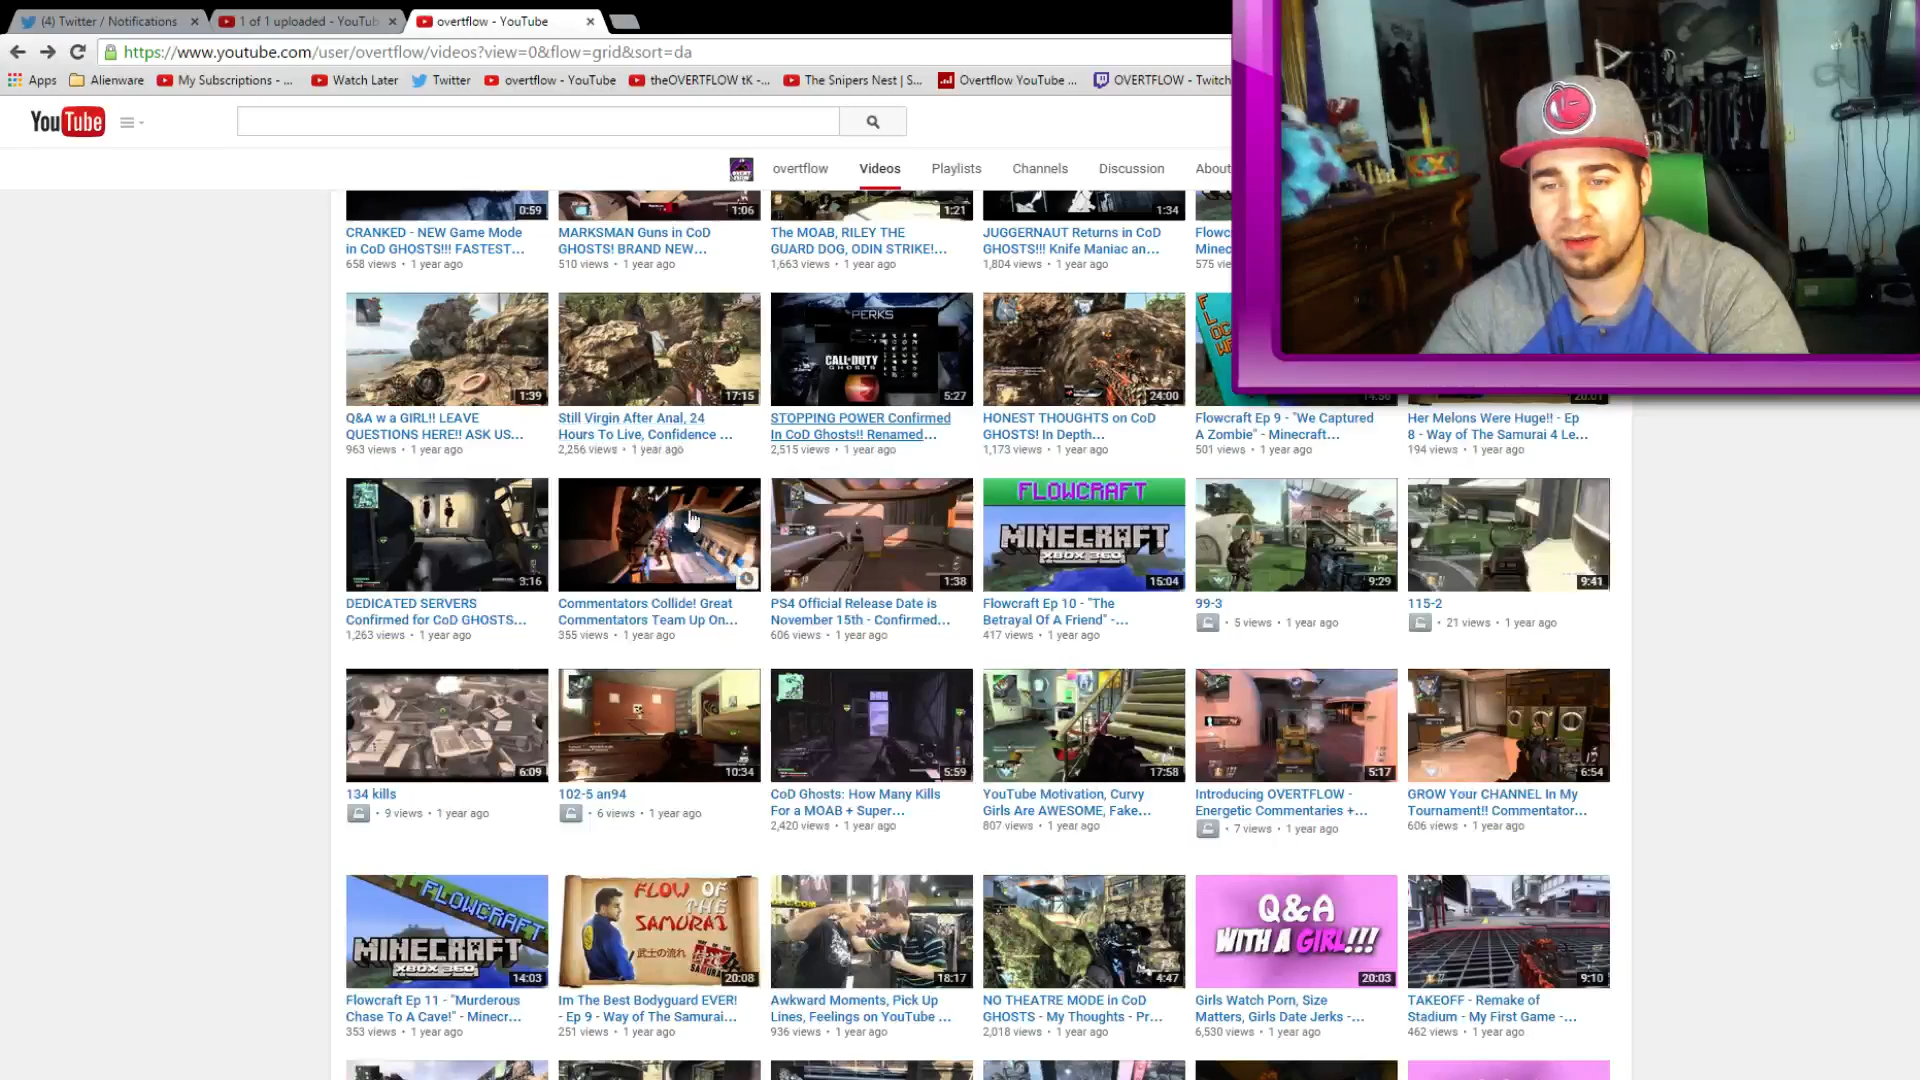 (4) Twitter / Notifications
1 of 1 uploaded - YouTub
overtflow - YouTube
https://www.youtube.com/user/overtflow/videos?view=0&flow=grid&sort=da
Apps
Alienware
My Subscriptions - ...
Watch Later
Twitter
overtflow - YouTube
theOVERTFLOW tK -...
The Snipers Nest | S...
Overtflow YouTube ...
OVERTFLOW - Twitch
YouTube
overtflow
Videos
Playlists
Channels
Discussion
About
0:59
1:06
1:21
1:34
CRANKED - NEW Game Mode
in CoD GHOSTS!!! FASTEST...
658 views • 1 year ago
MARKSMAN Guns in CoD
GHOSTS! BRAND NEW...
510 views • 1 year ago
The MOAB, RILEY THE
GUARD DOG, ODIN STRIKE!...
1,663 views • 1 year ago
JUGGERNAUT Returns in CoD
GHOSTS!!! Knife Maniac an...
1,804 views • 1 year ago
Flowc
Minec
575 vie
1:39
17:15
PERKS
CALL OF DUTY
GHOSTS
5:27
24:00
Q&A w a GIRL!! LEAVE
QUESTIONS HERE!! ASK US...
963 views • 1 year ago
Still Virgin After Anal, 24
Hours To Live, Confidence ...
2,256 views • 1 year ago
STOPPING POWER Confirmed
In CoD Ghosts!! Renamed...
2,515 views • 1 year ago
HONEST THOUGHTS on CoD
GHOSTS! In Depth...
1,173 views • 1 year ago
Flowcraft Ep 9 - "We Captured
A Zombie" - Minecraft...
501 views • 1 year ago
Her Melons Were Huge!! - Ep
8 - Way of The Samurai 4 Le...
194 views • 1 year ago
3:16
1:38
FLOWCRAFT
MINECRAFT
XBOX 360
15:04
9:29
9:41
DEDICATED SERVERS
Confirmed for CoD GHOSTS...
1,263 views • 1 year ago
Commentators Collide! Great
Commentators Team Up On...
355 views • 1 year ago
PS4 Official Release Date is
November 15th - Confirmed...
606 views • 1 year ago
Flowcraft Ep 10 - "The
Betrayal Of A Friend" -...
417 views • 1 year ago
99-3
5 views • 1 year ago
115-2
21 views • 1 year ago
6:09
10:34
5:59
17:58
5:17
6:54
134 kills
9 views • 1 year ago
102-5 an94
6 views • 1 year ago
CoD Ghosts: How Many Kills
For a MOAB + Super...
2,420 views • 1 year ago
YouTube Motivation, Curvy
Girls Are AWESOME, Fake...
807 views • 1 year ago
Introducing OVERTFLOW -
Energetic Commentaries +...
7 views • 1 year ago
GROW Your CHANNEL In My
Tournament!! Commentator...
606 views • 1 year ago
FLOWCRAFT
MINECRAFT
XBOX 360
14:03
FLOW OF
THE
SAMURAI
武士の流れ
20:08
18:17
4:47
Q&A
WITH A GIRL!!!
20:03
9:10
Flowcraft Ep 11 - "Murderous
Chase To A Cave!" - Minecr...
353 views • 1 year ago
Im The Best Bodyguard EVER!
- Ep 9 - Way of The Samurai...
251 views • 1 year ago
Awkward Moments, Pick Up
Lines, Feelings on YouTube ...
936 views • 1 year ago
NO THEATRE MODE in CoD
GHOSTS - My Thoughts - Pr...
2,018 views • 1 year ago
Girls Watch Porn, Size
Matters, Girls Date Jerks -...
6,530 views • 1 year ago
TAKEOFF - Remake of
Stadium - My First Game -...
462 views • 1 year ago